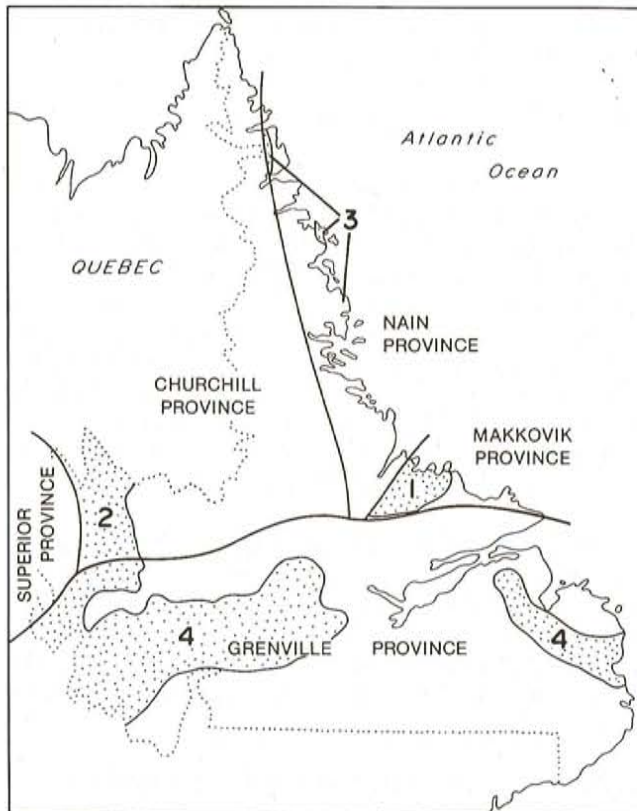 Atlantic
Ocean
3
QUEBEC
NAIN
PROVINCE
CHURCHILL
PROVINCE
MAKKOVIK
PROVINCE
1
2
SUPERIOR
PROVINCE
4
GRENVILLE PROVINCE
4